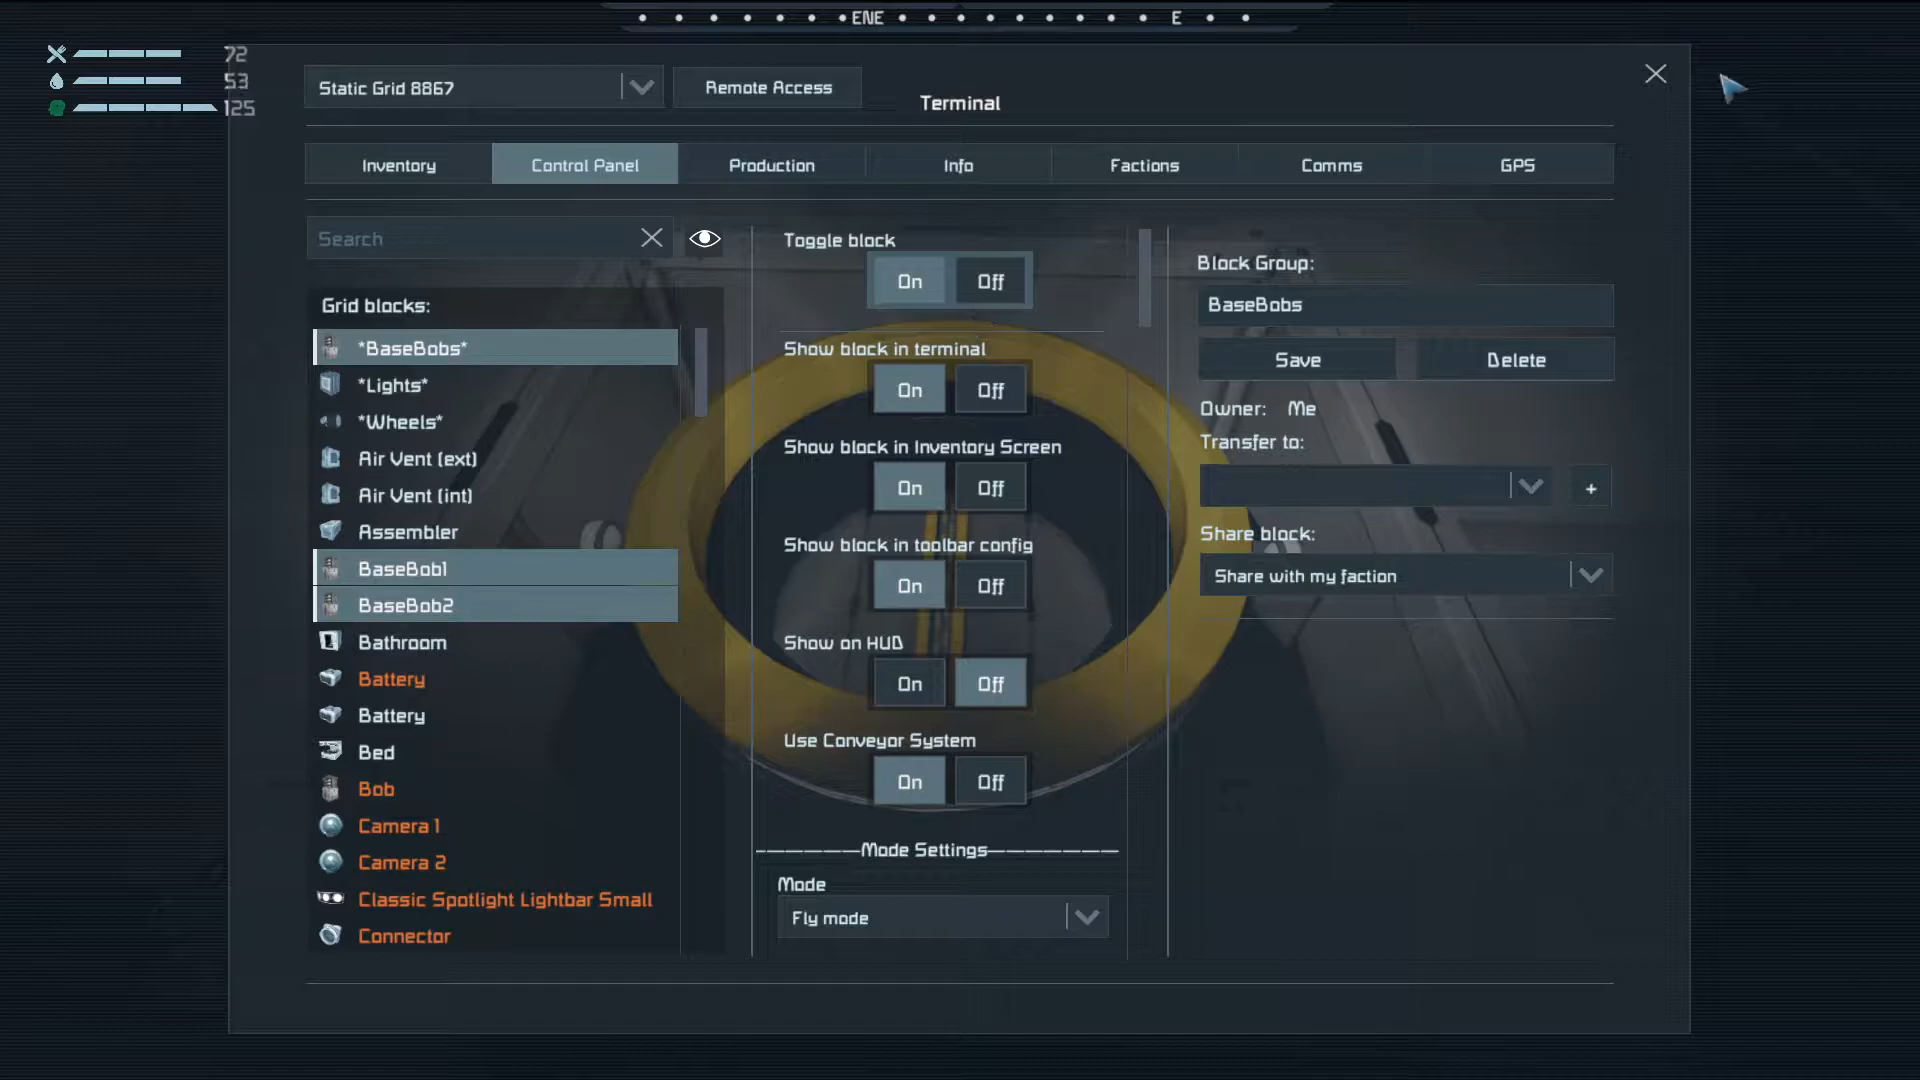 ENE E
72
53
125
Static Grid 8867
Remote Access
Terminal
Inventory Control Panel Production Info Factions Comms GPS
Search
Grid blocks:
*BaseBobs*
*Lights*
*Wheels*
Air Vent (ext)
Air Vent (int)
Assembler
BaseBob1
BaseBob2
Bathroom
Battery
Battery
Bed
Bob
Camera 1
Camera 2
Classic Spotlight Lightbar Small
Connector
Toggle block
On Off
Show block in terminal
On Off
Show block in Inventory Screen
On Off
Show block in toolbar config
On Off
Show on HUD
On Off
Use Conveyor System
On Off
Mode Settings
Mode
Fly mode
Block Group:
BaseBobs
Save Delete
Owner: Me
Transfer to:
+
Share block:
Share with my faction